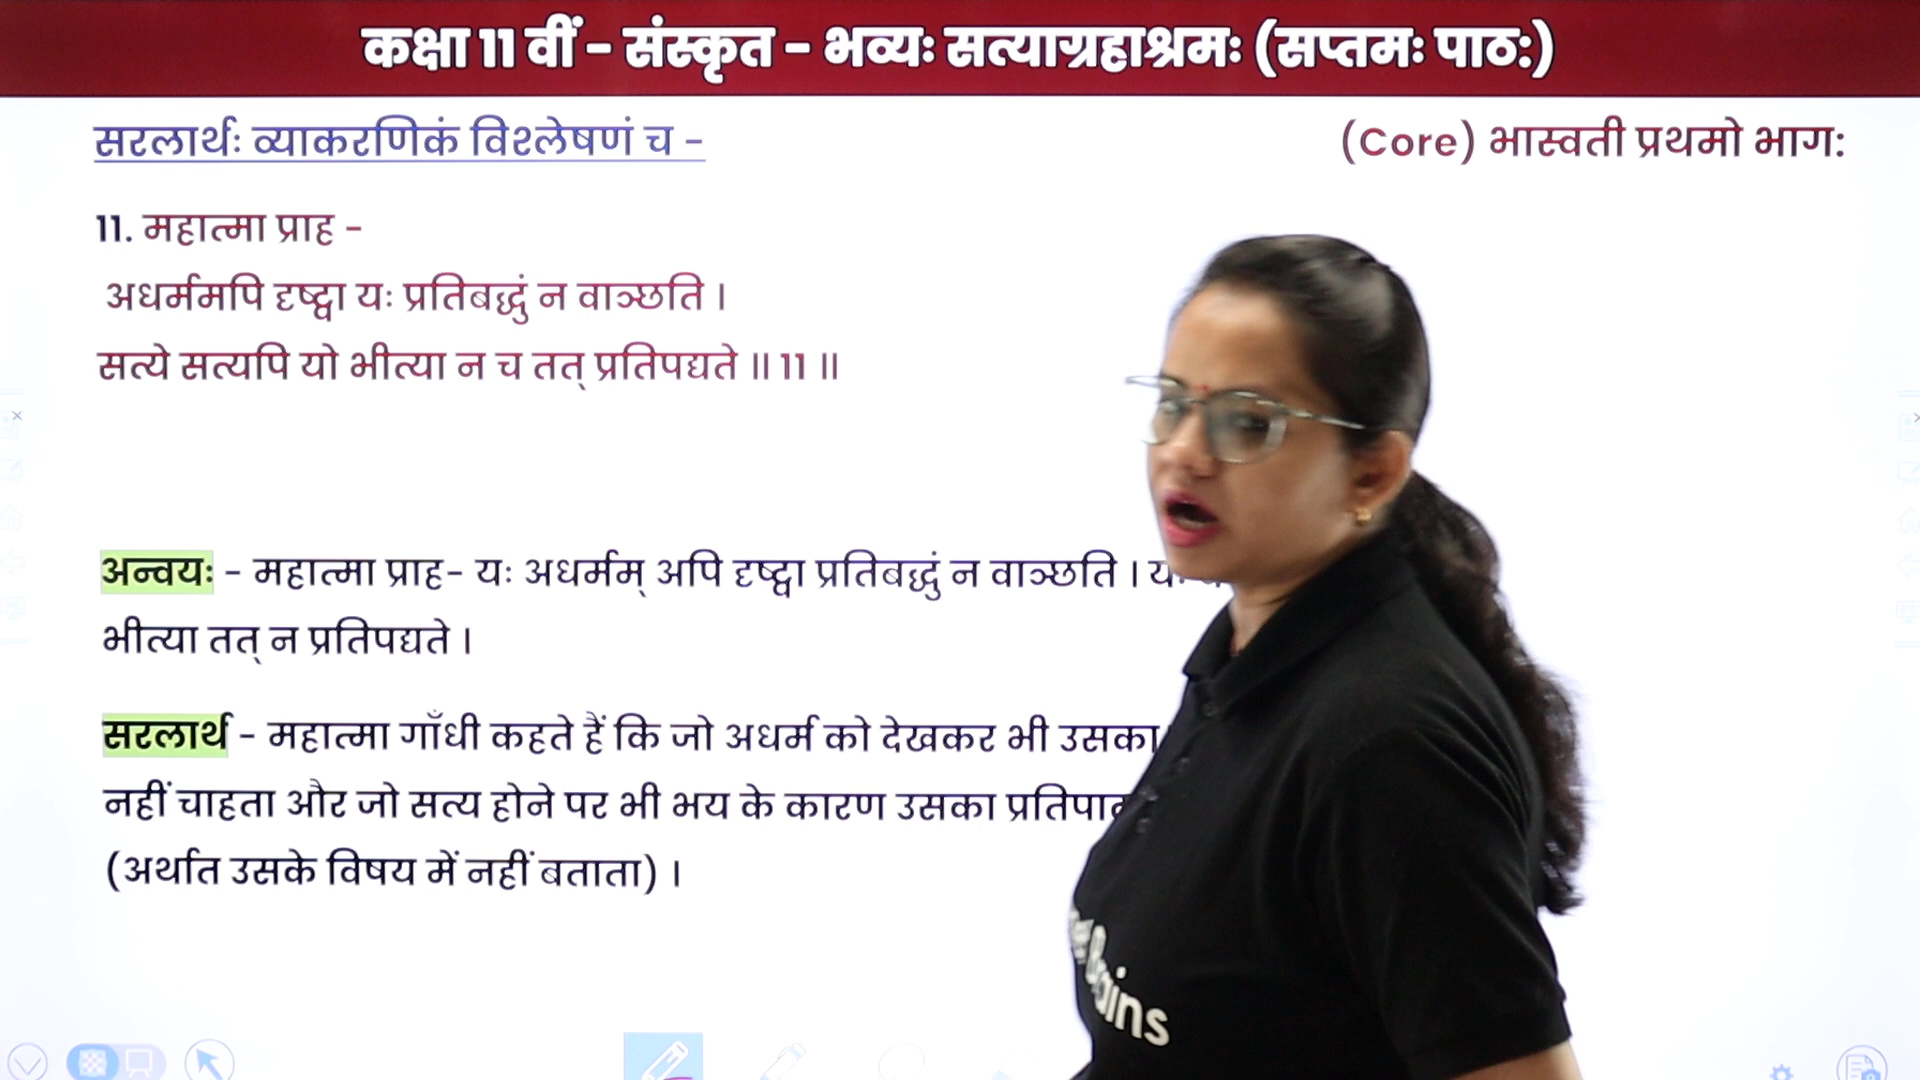 कक्षा 11 वीं - संस्कृत - भव्यः सत्याग्रहाश्रमः (सप्तमः पाठः)
सरलार्थः व्याकरणिकं विश्लेषणं च -
(Core) भास्वती प्रथमो भागः
11. महात्मा प्राह -
अधर्ममपि दृष्ट्वा यः प्रतिबद्धुं न वाञ्छति ।
सत्ये सत्यपि यो भीत्या न च तत् प्रतिपद्यते ॥ 11 ॥
अन्वयः - महात्मा प्राह- यः अधर्मम् अपि दृष्ट्वा प्रतिबद्धुं न वाञ्छति ।
भीत्या तत् न प्रतिपद्यते ।
सरलार्थ - महात्मा गाँधी कहते हैं कि जो अधर्म को देखकर भी उसका
नहीं चाहता और जो सत्य होने पर भी भय के कारण उसका
(अर्थात उसके विषय में नहीं बताता) ।